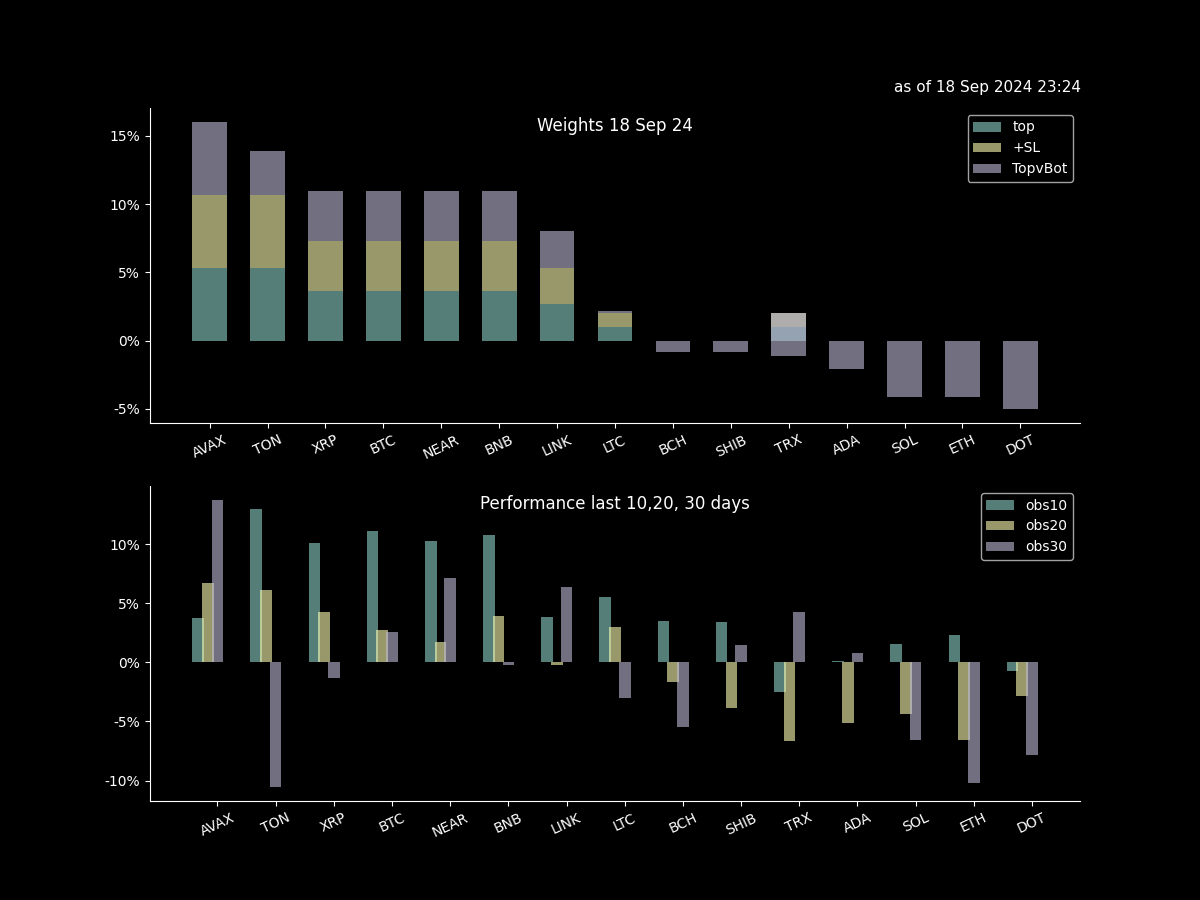 as of 18 Sep 2024 23:24
Weights 18 Sep 24
top
+SL
TopvBot
15%
10%
5%
0%
-5%
AVAX TON XRP BTC NEAR BNB LINK LTC BCH SHIB TRX ADA SOL ETH DOT
Performance last 10,20, 30 days
obs10
obs20
obs30
10%
5%
0%
-5%
-10%
AVAX TON XRP BTC NEAR BNB LINK LTC BCH SHIB TRX ADA SOL ETH DOT